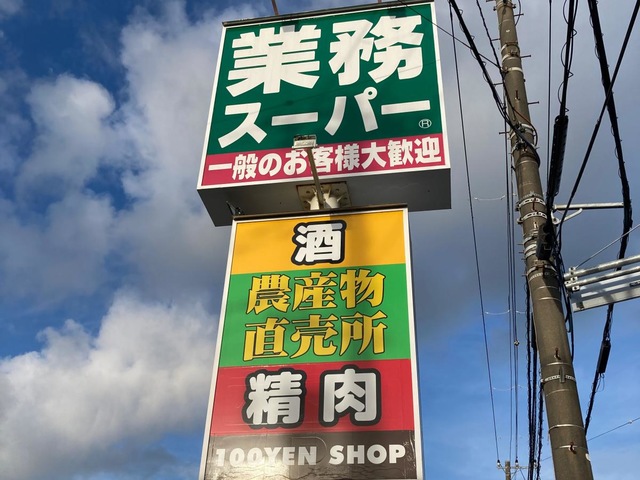 業務
スーパー Ⓡ
一般のお客様大歓迎
酒
農産物
直売所
精肉
100YEN SHOP